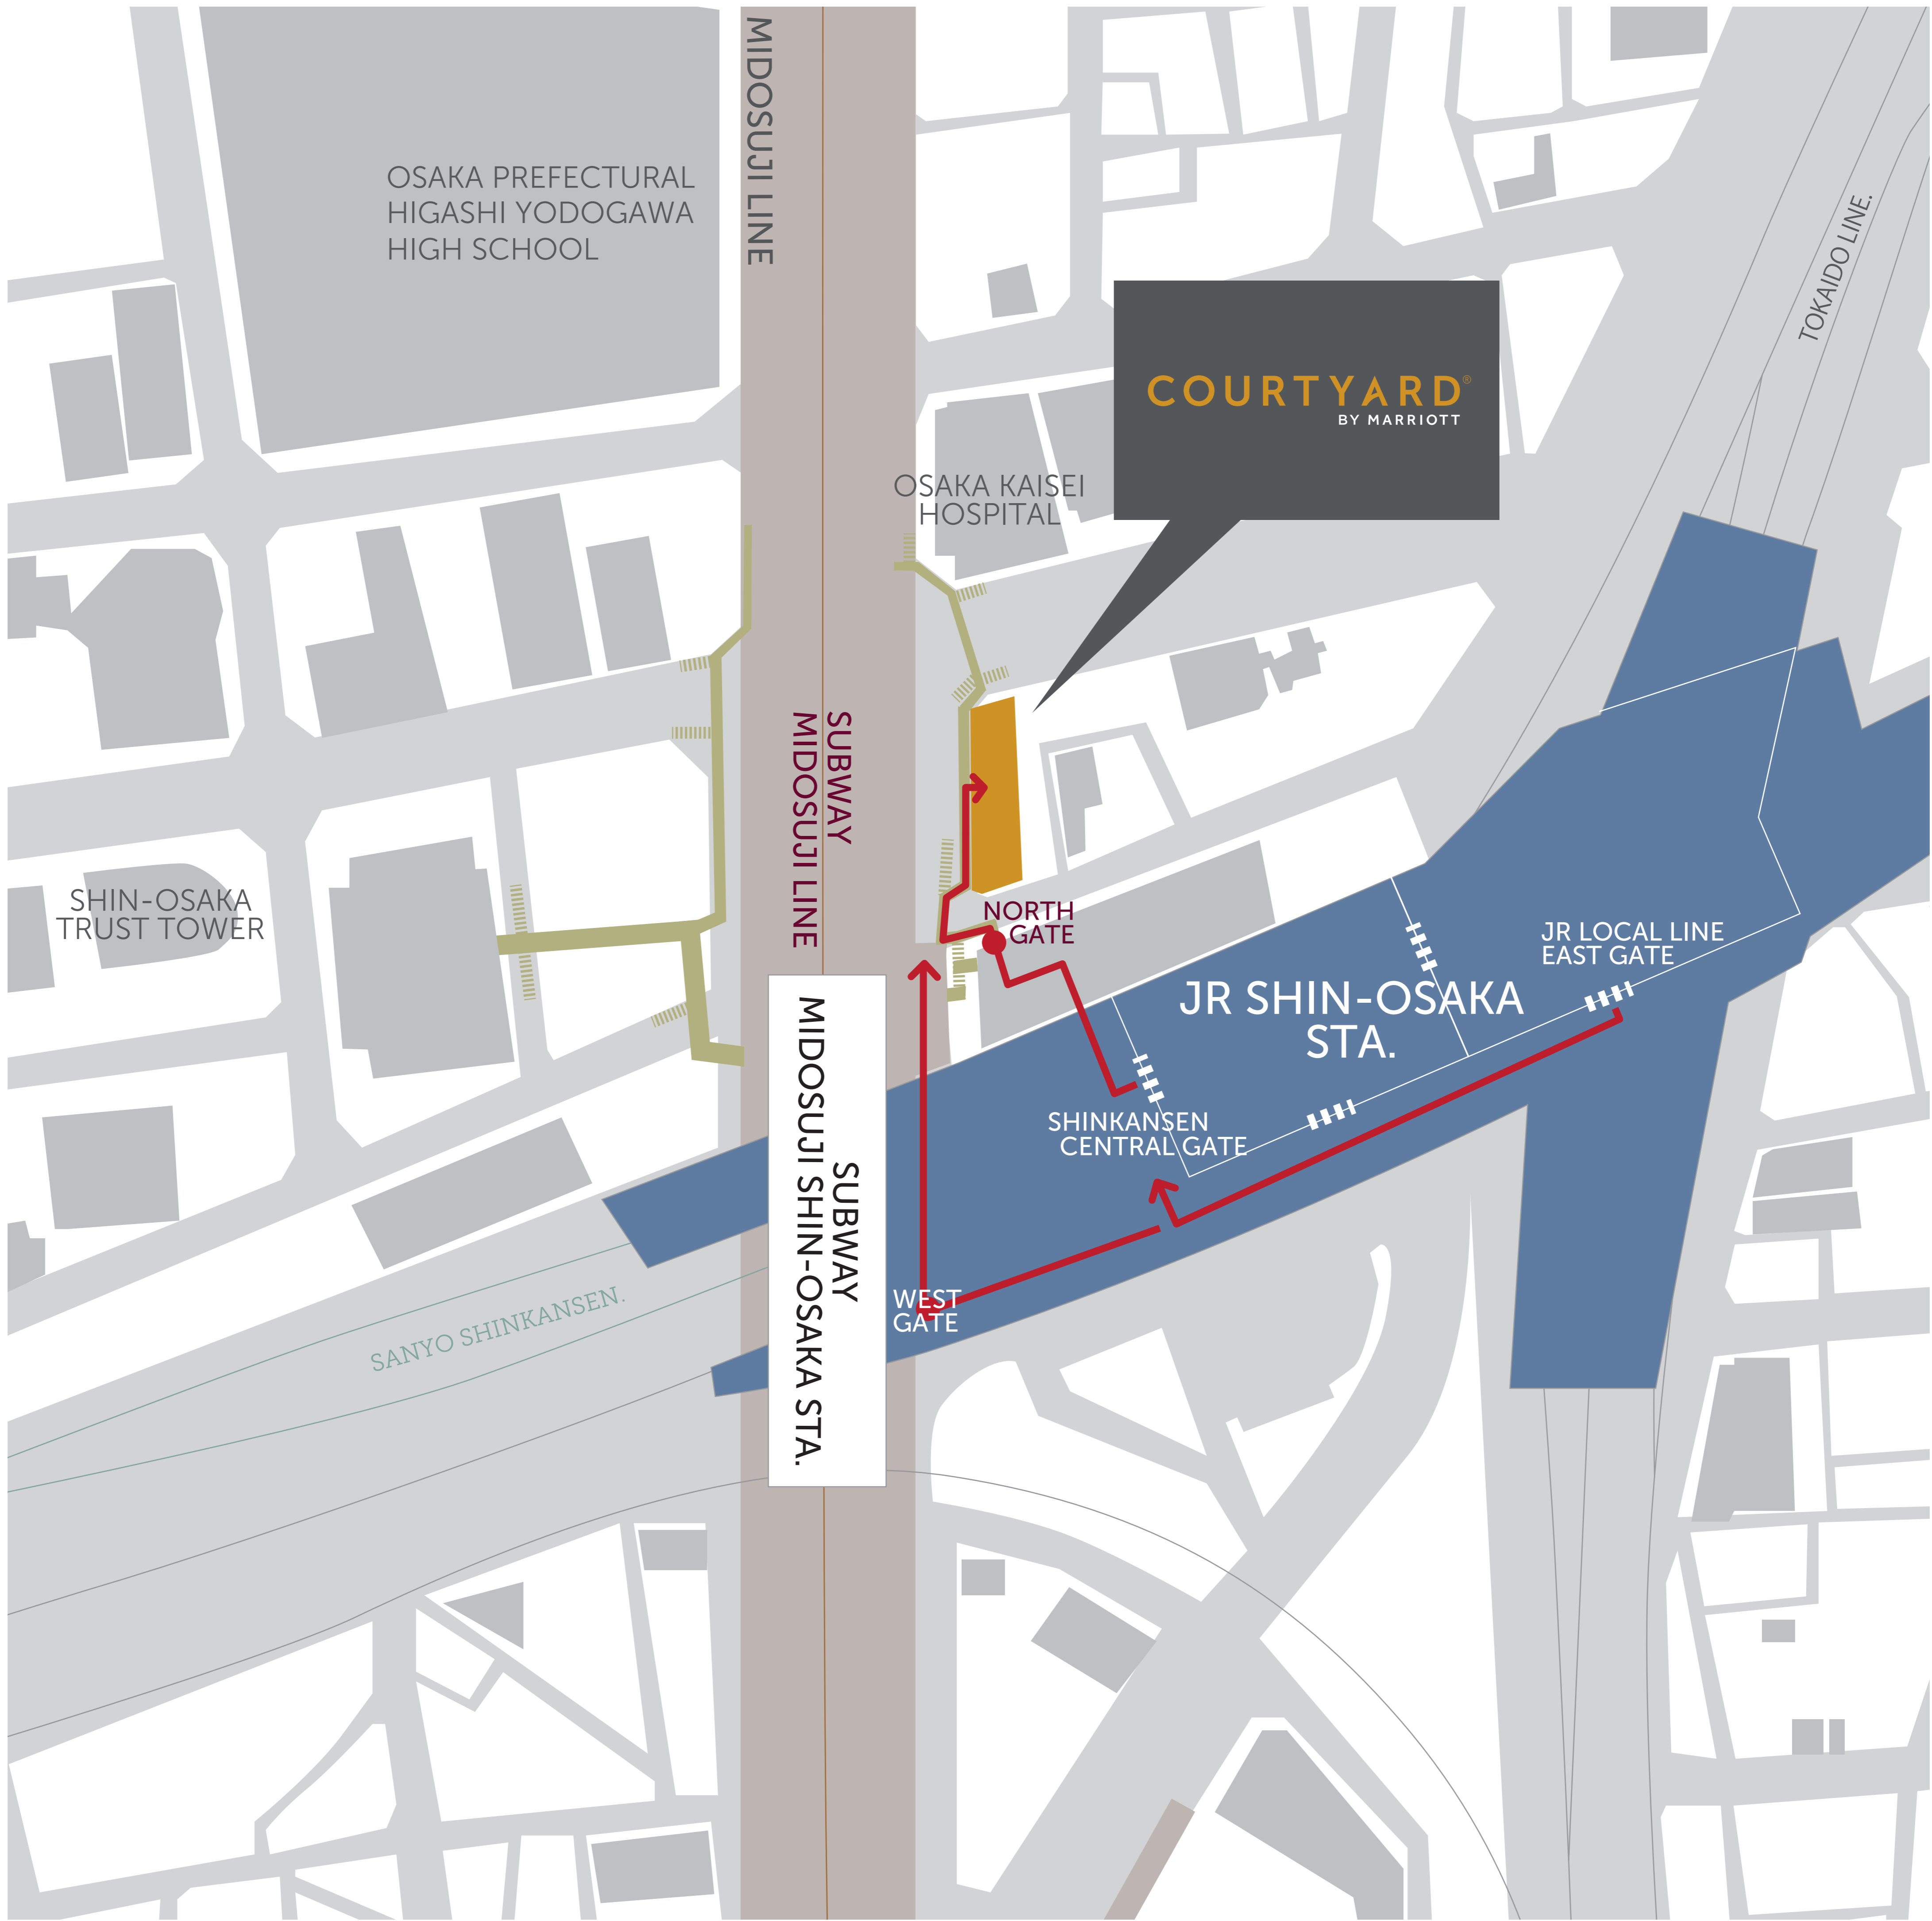 MIDOSUJI LINE
OSAKA PREFECTURAL
HIGASHI YODOGAWA
HIGH SCHOOL
TOKAIDO LINE.
COURTYARD®
BY MARRIOTT
OSAKA KAISEI
HOSPITAL
SUBWAY
MIDOSUJI LINE
SHIN-OSAKA
TRUST TOWER
NORTH
GATE
JR LOCAL LINE
EAST GATE
JR SHIN-OSAKA
STA.
SHINKANSEN
CENTRAL GATE
SUBWAY
MIDOSUJI SHIN-OSAKA STA.
WEST
GATE
SANYO SHINKANSEN.